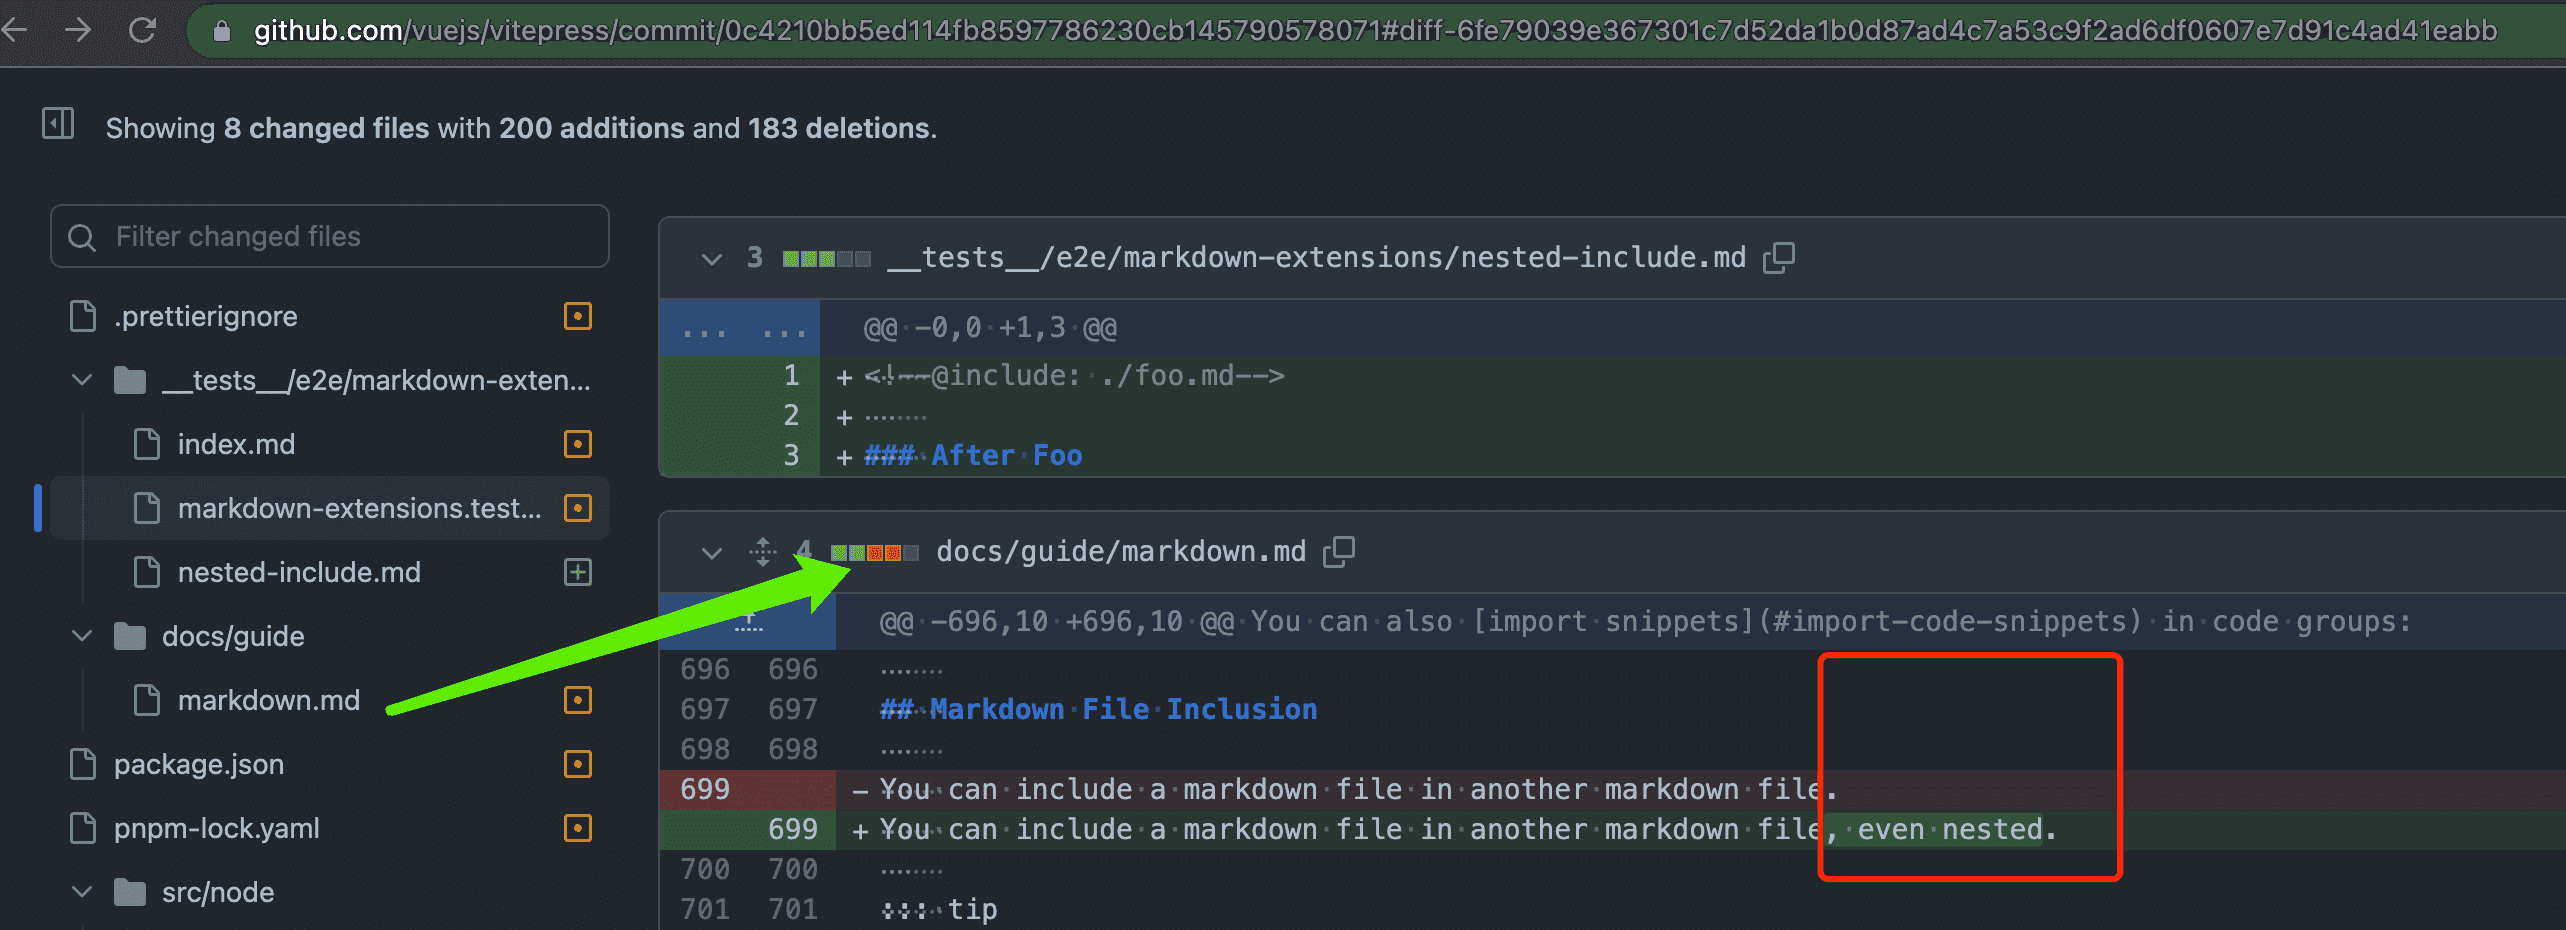 github.com/vuejs/vitepress/commit/0c4210bb5ed114fb8597786230cb145790578071#diff-6fe79039e367301c7d52da1b0d87ad4c7a53c9f2ad6df0607e7d91c4ad41eabb
Showing 8 changed files with 200 additions and 183 deletions.
Filter changed files
.prettierignore
__tests__/e2e/markdown-exten...
index.md
markdown-extensions.test...
nested-include.md
docs/guide
markdown.md
package.json
pnpm-lock.yaml
src/node
3 __tests__/e2e/markdown-extensions/nested-include.md
... ... @@ -0,0 +1,3 @@
1 + <!--@include: ./foo.md-->
2 +
3 + ### After Foo
4 docs/guide/markdown.md
@@ -696,10 +696,10 @@ You can also [import snippets](#import-code-snippets) in code groups:
696 696
697 697 ## Markdown File Inclusion
698 698
699 - You can include a markdown file in another markdown file.
699 + You can include a markdown file in another markdown file, even nested.
700 700
701 701 ::: tip